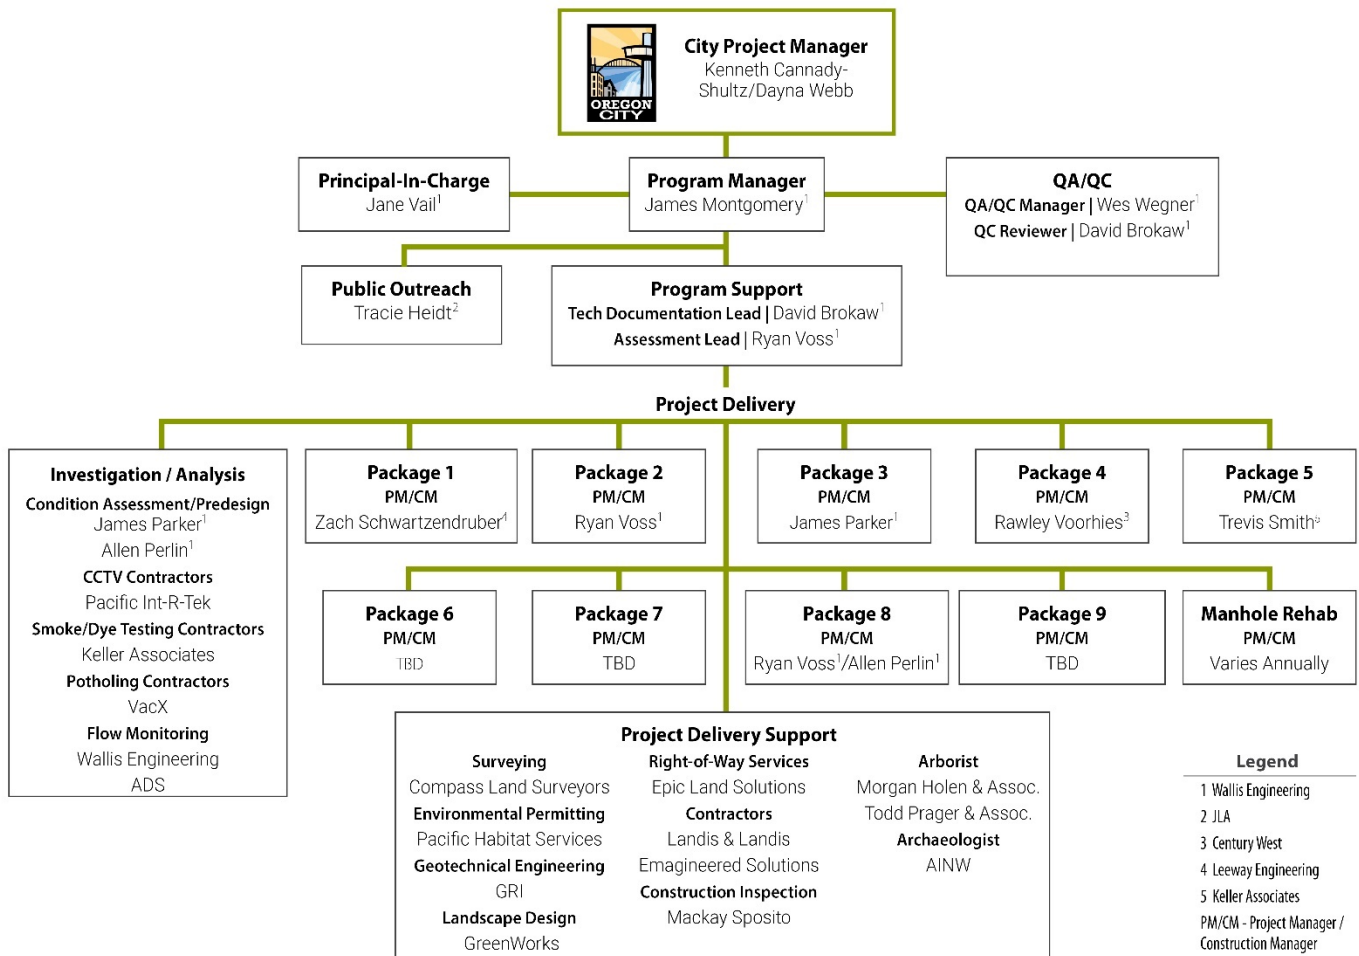 OREGON
CITY
City Project Manager
Kenneth Cannady-
Shultz/Dayna Webb
Principal-In-Charge
Jane Vail¹
Program Manager
James Montgomery¹
QA/QC
QA/QC Manager | Wes Wegner¹
QC Reviewer | David Brokaw¹
Public Outreach
Tracie Heidt²
Program Support
Tech Documentation Lead | David Brokaw¹
Assessment Lead | Ryan Voss¹
Project Delivery
Investigation / Analysis
Condition Assessment/Predesign
James Parker¹
Allen Perlin¹
CCTV Contractors
Pacific Int-R-Tek
Smoke/Dye Testing Contractors
Keller Associates
Potholing Contractors
VacX
Flow Monitoring
Wallis Engineering
ADS
Package 1
PM/CM
Zach Schwartzendruber⁴
Package 2
PM/CM
Ryan Voss¹
Package 3
PM/CM
James Parker¹
Package 4
PM/CM
Rawley Voorhies³
Package 5
PM/CM
Trevis Smith
Package 6
PM/CM
TBD
Package 7
PM/CM
TBD
Package 8
PM/CM
Ryan Voss¹/Allen Perlin¹
Package 9
PM/CM
TBD
Manhole Rehab
PM/CM
Varies Annually
Project Delivery Support
Surveying
Compass Land Surveyors
Environmental Permitting
Pacific Habitat Services
Geotechnical Engineering
GRI
Landscape Design
GreenWorks
Right-of-Way Services
Epic Land Solutions
Contractors
Landis & Landis
Emagineered Solutions
Construction Inspection
Mackay Sposito
Arborist
Morgan Holen & Assoc.
Todd Prager & Assoc.
Archaeologist
AINW
Legend
1 Wallis Engineering
2 JLA
3 Century West
4 Leeway Engineering
5 Keller Associates
PM/CM - Project Manager /
Construction Manager